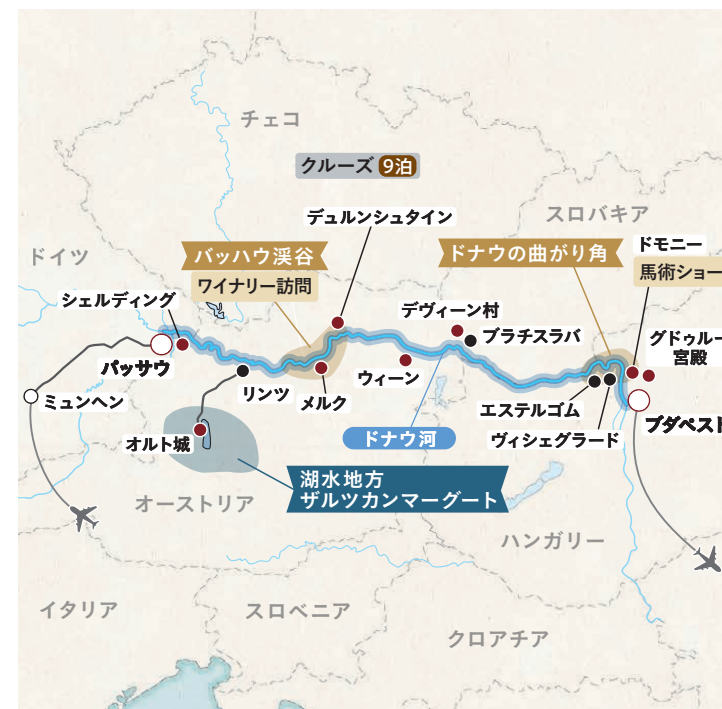 チェコ
クルーズ 9泊
デュルンシュタイン
スロバキア
ドイツ
バッハウ渓谷
ワイナリー訪問
ドナウの曲がり角
ドモニー
馬術ショー
シェルディング
デヴィーン村
ブラチスラバ
グドゥルー
宮殿
パッサウ
リンツ
メルク
ウィーン
ミュンヘン
エステルゴム
ヴィシェグラード
ブダペスト
オルト城
ドナウ河
湖水地方
ザルツカンマーグート
オーストリア
ハンガリー
イタリア
スロベニア
クロアチア